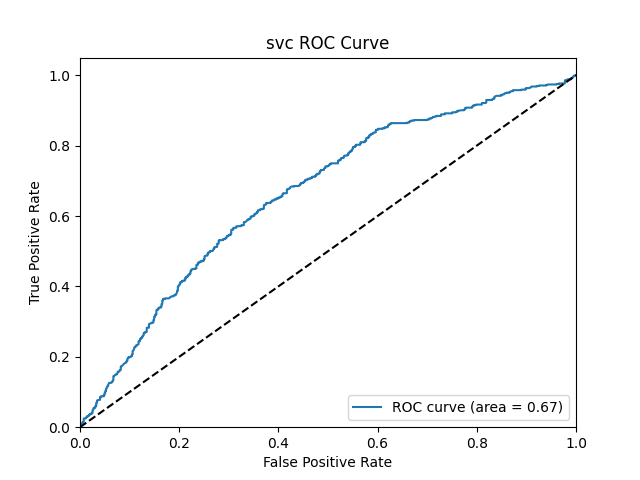 svc ROC Curve
True Positive Rate
1.0
0.8
0.6
0.4
0.2
0.0
ROC curve (area = 0.67)
0.0 0.2 0.4 0.6 0.8 1.0
False Positive Rate